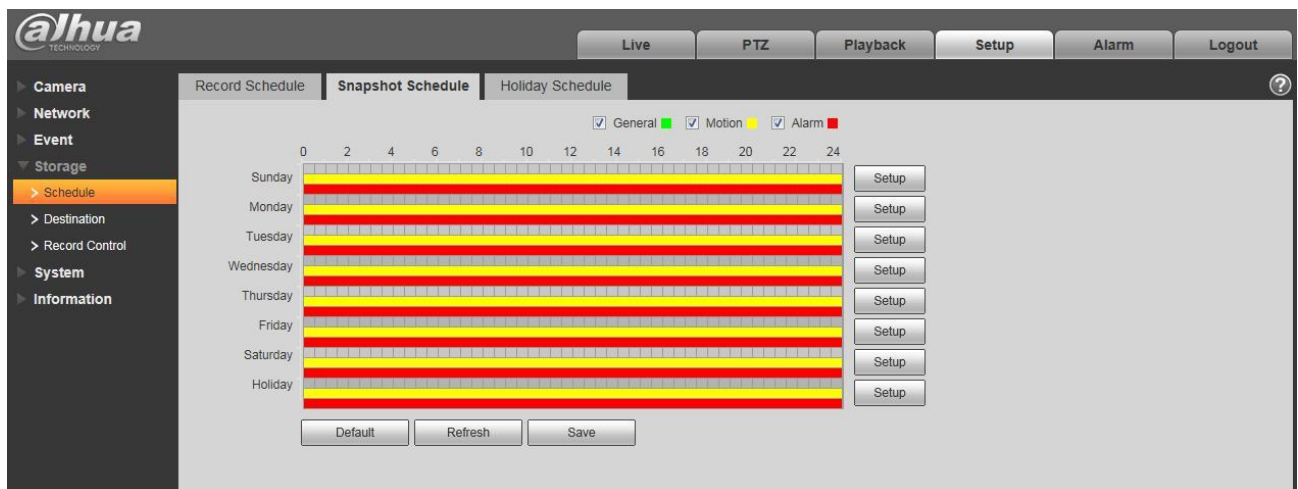 alhua
TECHNOLOGY
Live PTZ Playback Setup Alarm Logout
Camera
Network
Event
Storage
> Schedule
> Destination
> Record Control
System
Information
Record Schedule Snapshot Schedule Holiday Schedule ?
General Motion Alarm
0 2 4 6 8 10 12 14 16 18 20 22 24
Sunday Setup
Monday Setup
Tuesday Setup
Wednesday Setup
Thursday Setup
Friday Setup
Saturday Setup
Holiday Setup
Default Refresh Save